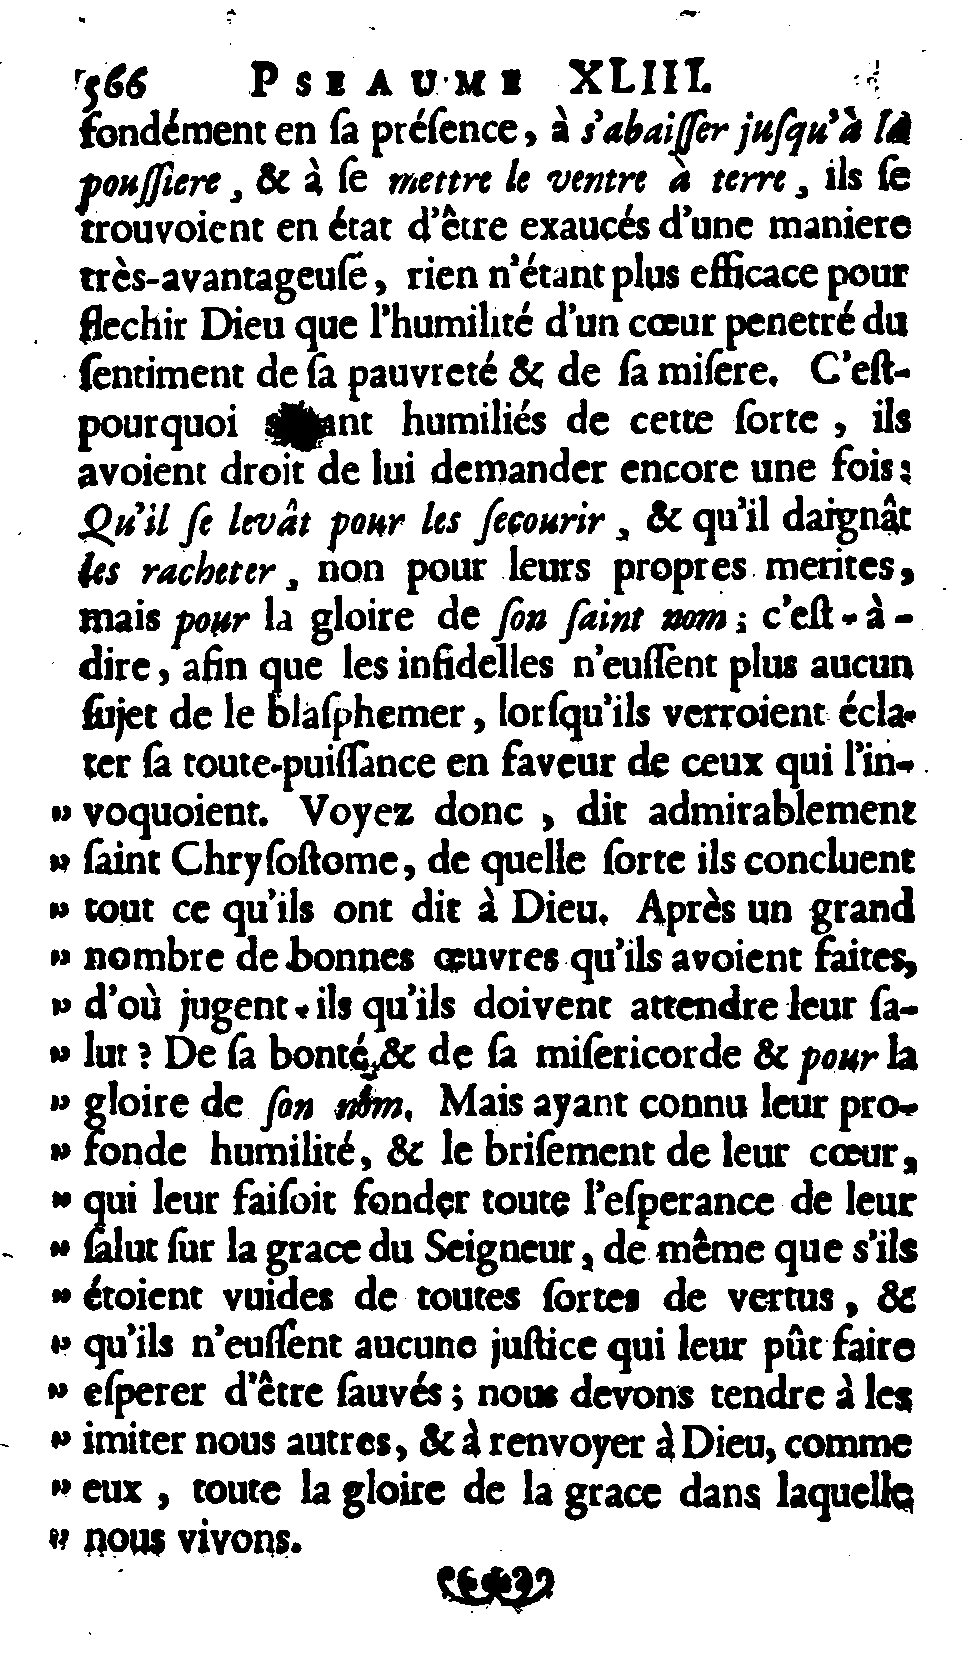 566 PSEAUME XLIII.
fondément en ſa préſence, à s'abaiſſer juſqu'à la
pouſſiere, & à ſe mettre le ventre à terre, ils ſe
trouvoient en état d'être exaucés d'une maniere
très-avantageuſe, rien n'étant plus efficace pour
flechir Dieu que l'humilité d'un cœur penetré du
ſentiment de ſa pauvreté & de ſa miſere. C'eſt-
pourquoi humiliés de cette ſorte, ils
avoient droit de lui demander encore une fois;
Qu'il ſe levât pour les ſecourir, & qu'il daignât
les racheter, non pour leurs propres merites,
mais pour la gloire de ſon ſaint nom; c'eſt-à-
dire, afin que les infidelles n'euſſent plus aucun
ſujet de le blaſphemer, lorſqu'ils verroient écla-
ter ſa toute-puiſſance en faveur de ceux qui l'in-
" voquoient. Voyez donc, dit admirablement
" ſaint Chryſoſtome, de quelle ſorte ils concluent
" tout ce qu'ils ont dit à Dieu. Après un grand
" nombre de bonnes œuvres qu'ils avoient faites,
" d'où jugent-ils qu'ils doivent attendre leur ſa-
" lut? De ſa bonté, & de ſa miſericorde & pour la
" gloire de ſon nom. Mais ayant connu leur pro-
" fonde humilité, & le briſement de leur cœur,
" qui leur faiſoit fonder toute l'eſperance de leur
" ſalut ſur la grace du Seigneur, de même que s'ils
" étoient vuides de toutes ſortes de vertus, &
" qu'ils n'euſſent aucune juſtice qui leur pût faire
" eſperer d'être ſauvés; nous devons tendre à les
" imiter nous autres, & à renvoyer à Dieu, comme
" eux, toute la gloire de la grace dans laquelle
" nous vivons.